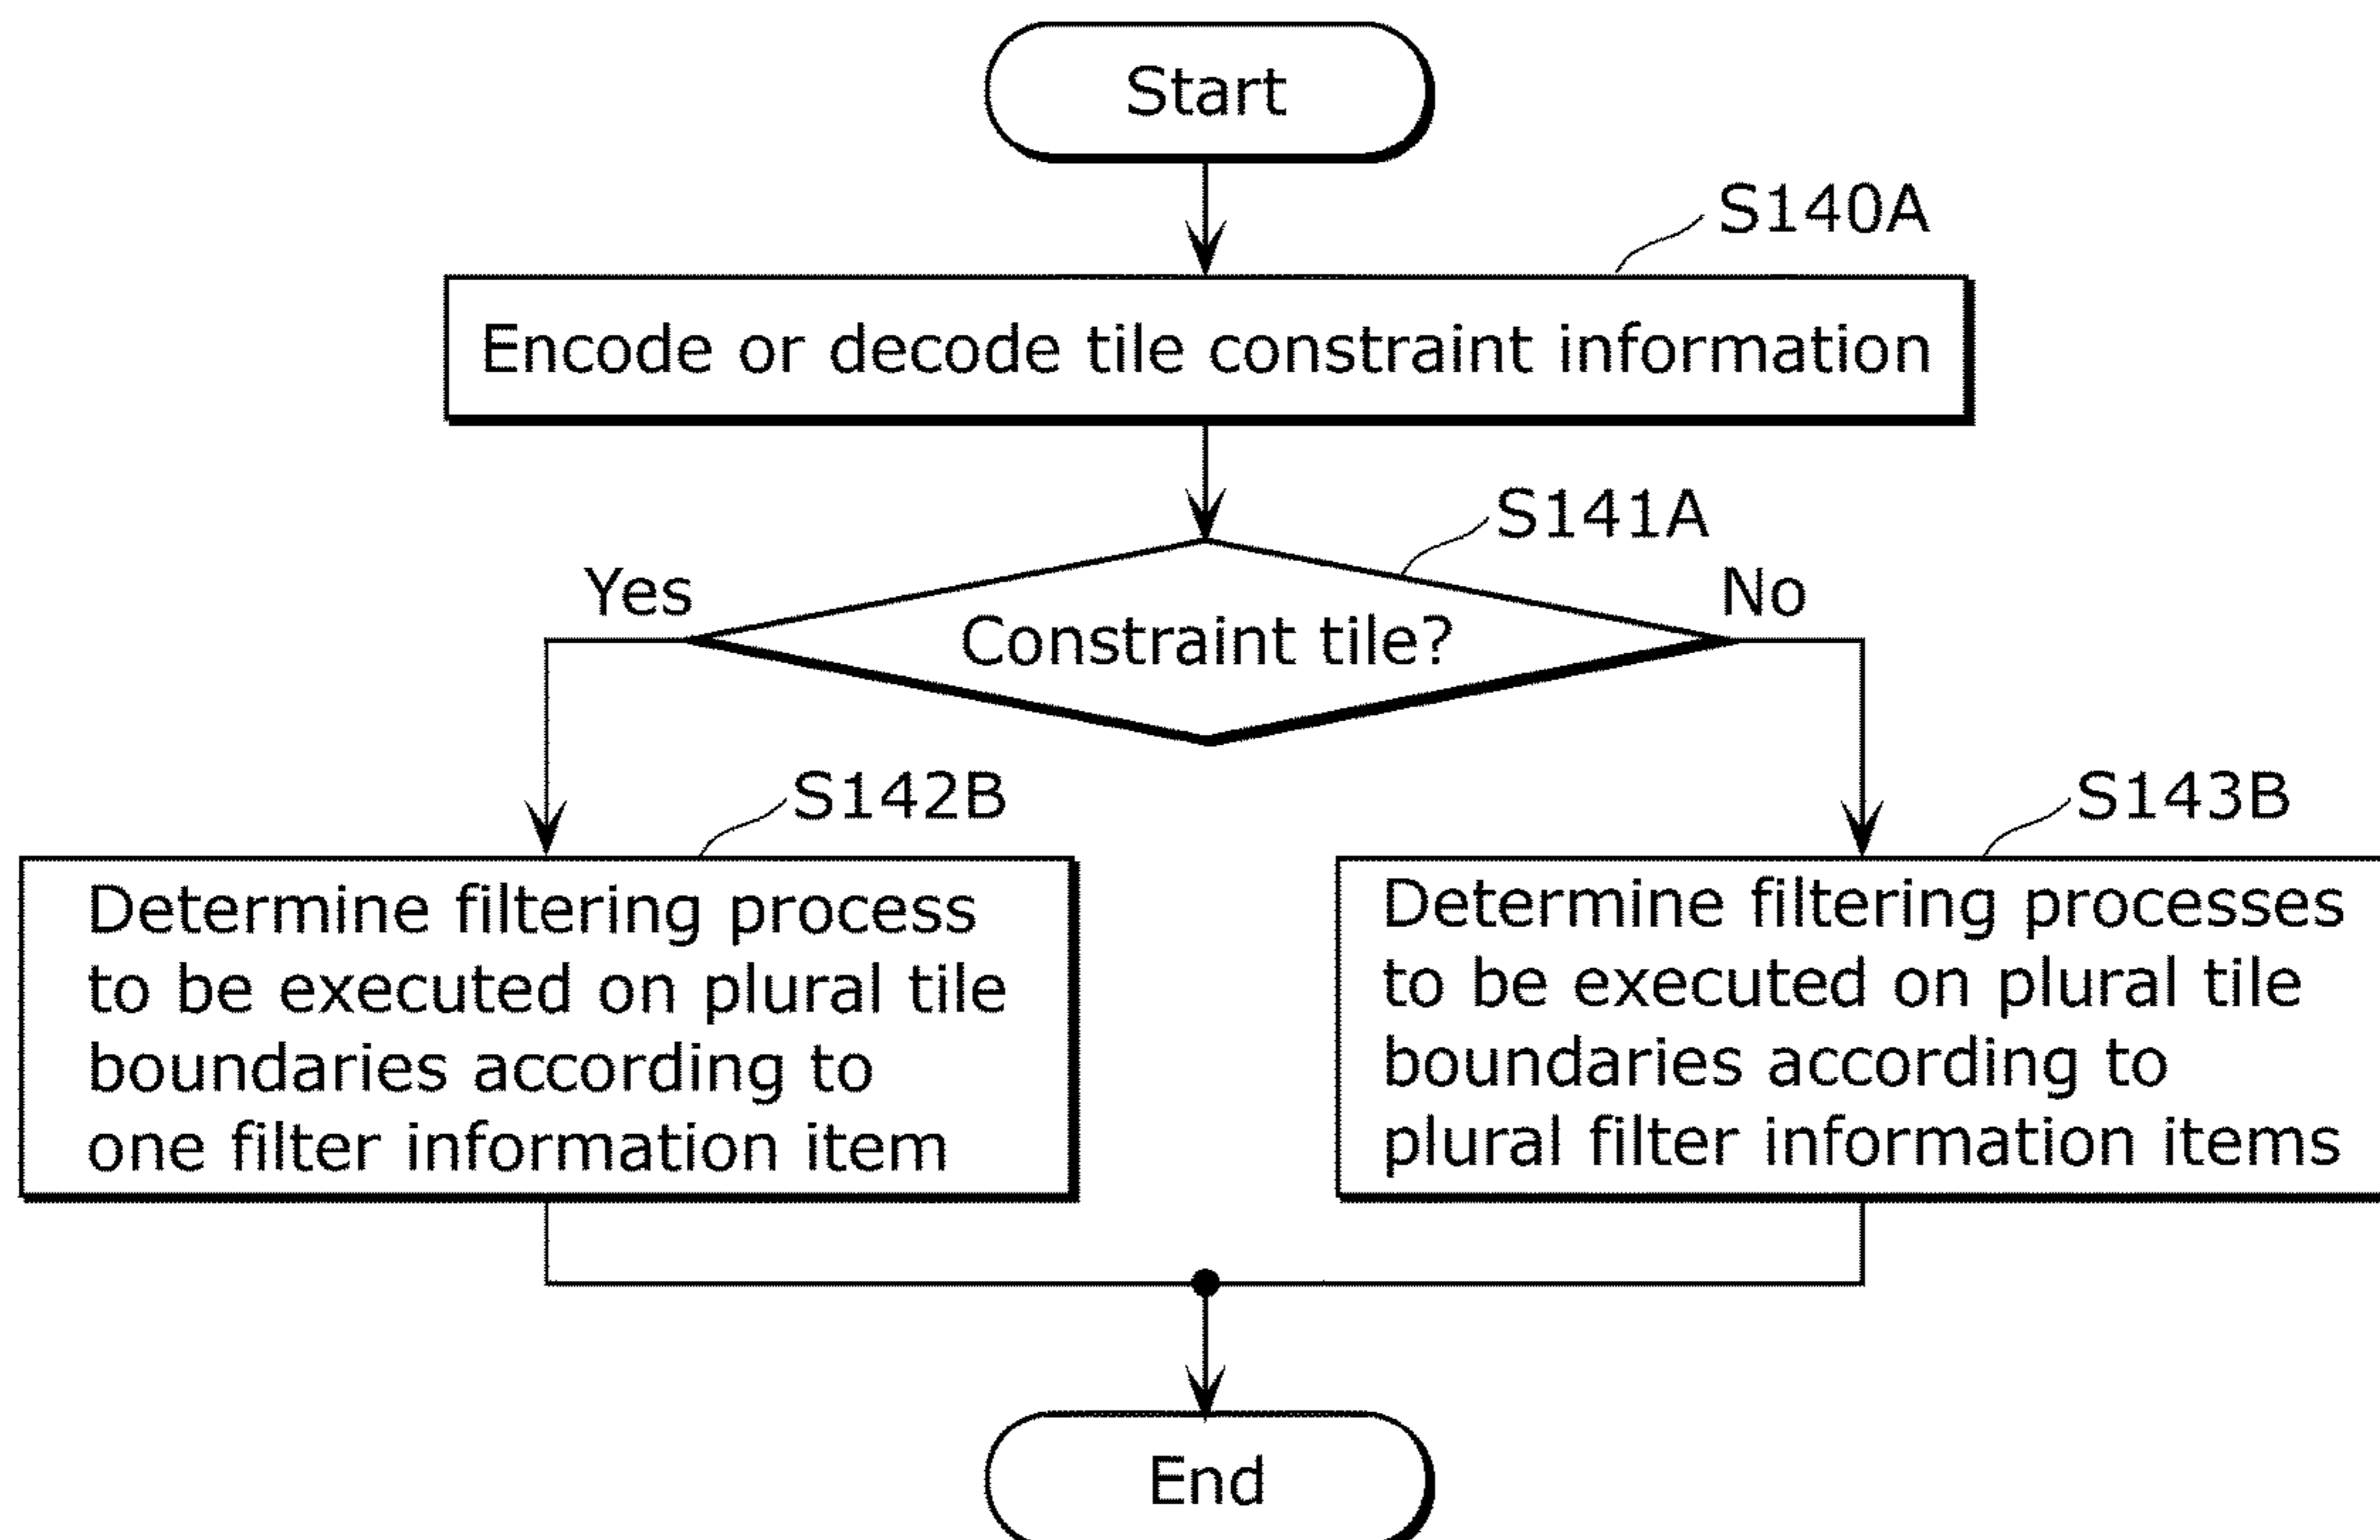 Start
S140A
Encode or decode tile constraint information
S141A
Yes
No
Constraint tile?
S142B
S143B
Determine filtering process
to be executed on plural tile
boundaries according to
one filter information item
Determine filtering processes
to be executed on plural tile
boundaries according to
plural filter information items
End